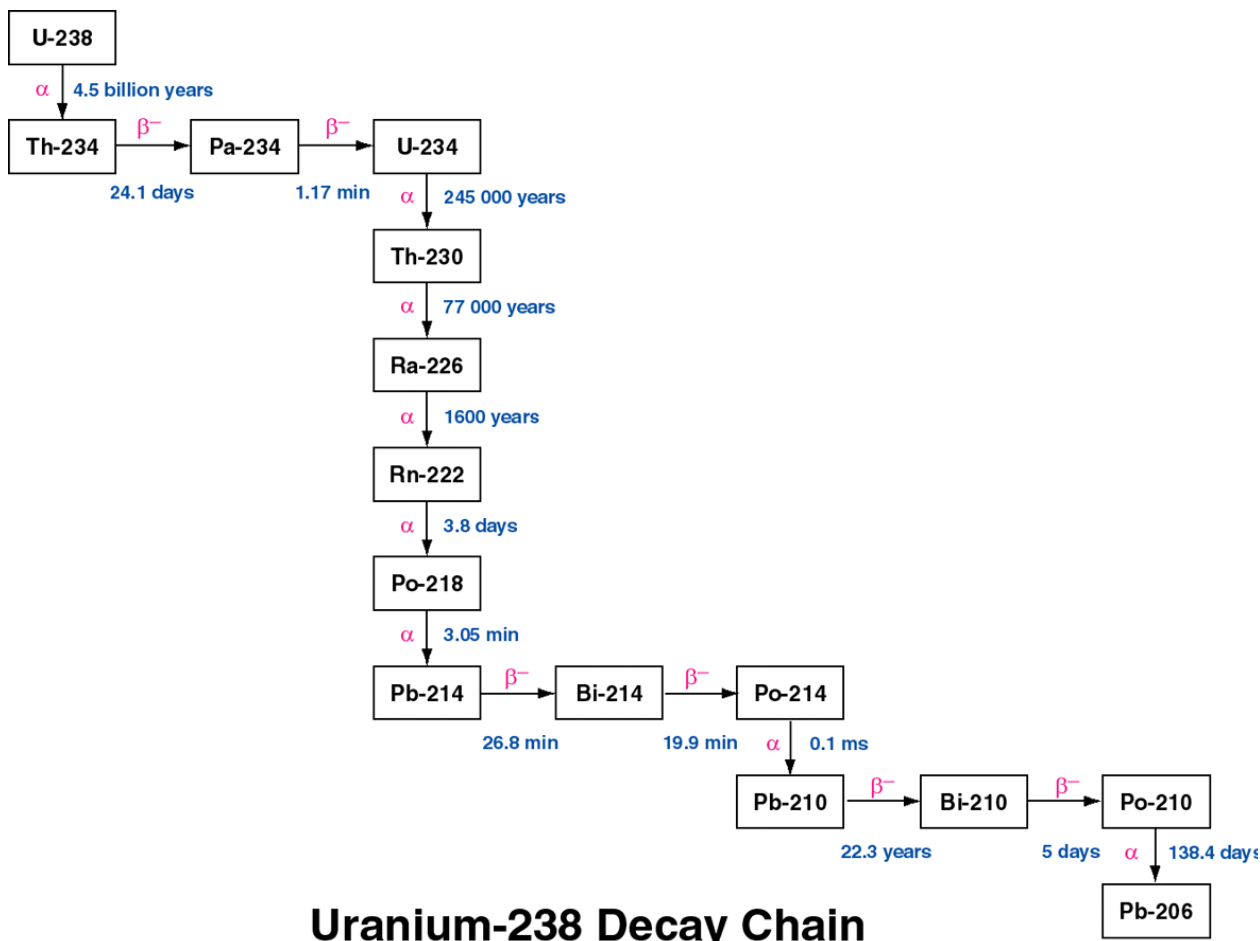 U-238
α 4.5 billion years
β– β–
Th-234 Pa-234 U-234
24.1 days 1.17 min α 245 000 years
Th-230
α 77 000 years
Ra-226
α 1600 years
Rn-222
α 3.8 days
Po-218
α 3.05 min
β– β–
Pb-214 Bi-214 Po-214
26.8 min 19.9 min α 0.1 ms
β– β–
Pb-210 Bi-210 Po-210
22.3 years 5 days α 138.4 days
Pb-206
Uranium-238 Decay Chain